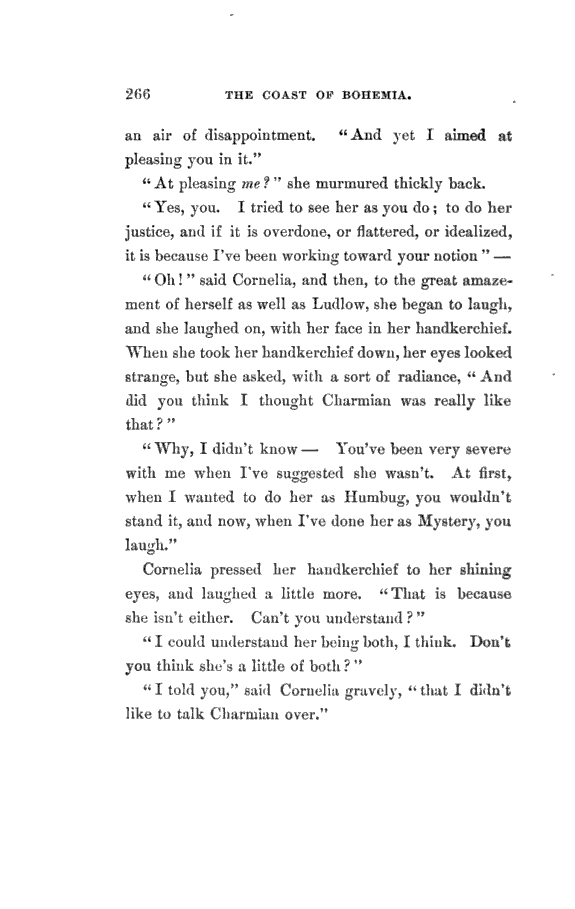 266 THE COAST OF BOHEMIA.
an air of disappointment. “And yet I aimed at
pleasing you in it.”
“At pleasing me?” she murmured thickly back.
“Yes, you. I tried to see her as you do; to do her
justice, and if it is overdone, or flattered, or idealized,
it is because I've been working toward your notion”—
“Oh!” said Cornelia, and then, to the great amaze-
ment of herself as well as Ludlow, she began to laugh,
and she laughed on, with her face in her handkerchief.
When she took her handkerchief down, her eyes looked
strange, but she asked, with a sort of radiance, “And
did you think I thought Charmian was really like
that?”
“Why, I didn't know— You've been very severe
with me when I've suggested she wasn't. At first,
when I wanted to do her as Humbug, you wouldn't
stand it, and now, when I've done her as Mystery, you
laugh.”
Cornelia pressed her handkerchief to her shining
eyes, and laughed a little more. “That is because
she isn't either. Can't you understand?”
“I could understand her being both, I think. Don't
you think she's a little of both?”
“I told you,” said Cornelia gravely, “that I didn't
like to talk Charmian over.”